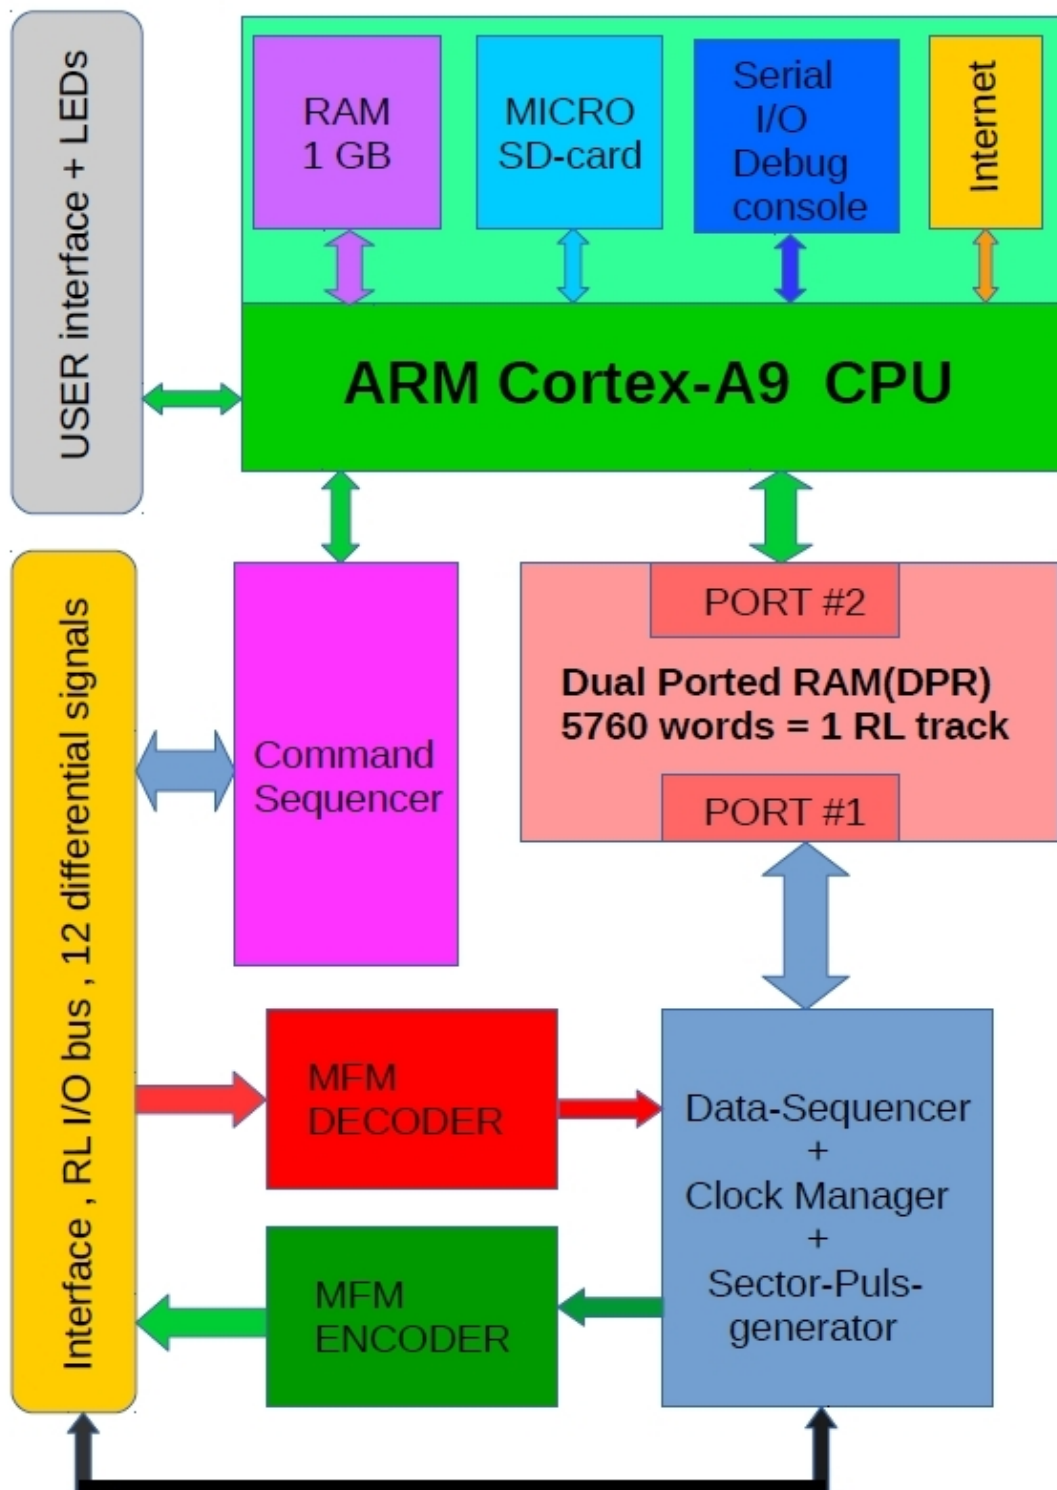 USER interface + LEDs
RAM
1 GB
MICRO
SD-card
Serial
I/O
Debug
console
Internet
ARM Cortex-A9  CPU
Interface , RL I/O bus , 12 differential signals
Command
Sequencer
PORT #2
Dual Ported RAM(DPR)
5760 words = 1 RL track
PORT #1
MFM
DECODER
MFM
ENCODER
Data-Sequencer
+
Clock Manager
+
Sector-Puls-
generator